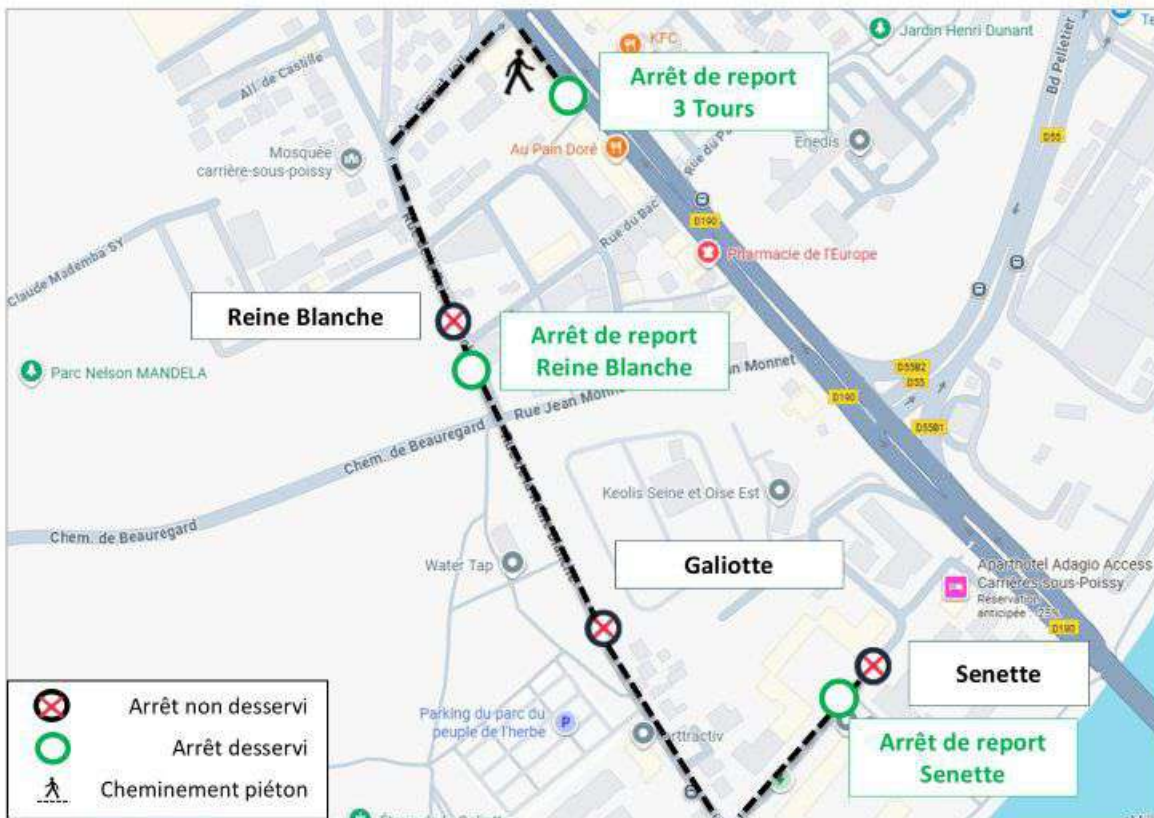 KFC
Jardin Henri Dunant
Bd Pelletier
Arrêt de report
3 Tours
All. de Castille
D55
Mosquée
carrière-sous-poissy
Au Pain Doré
Enedis
Rue du Bac
D190
Pharmacie de l'Europe
Claude Mademba SY
Reine Blanche
Arrêt de report
Reine Blanche
Parc Nelson MANDELA
D55B2
D55
D190
Rue Jean Monnet
Chem. de Beauregard
D55B1
Chem. de Beauregard
Keolis Seine et Oise Est
Water Tap
Galiotte
Aparthotel Adagio Access
Carrières-sous-Poissy
Réservation
anticipée
D190
Senette
Arrêt non desservi
Parking du parc du
peuple de l'herbe
P
Arrêt desservi
Arrêt de report
Senette
Cheminement piéton